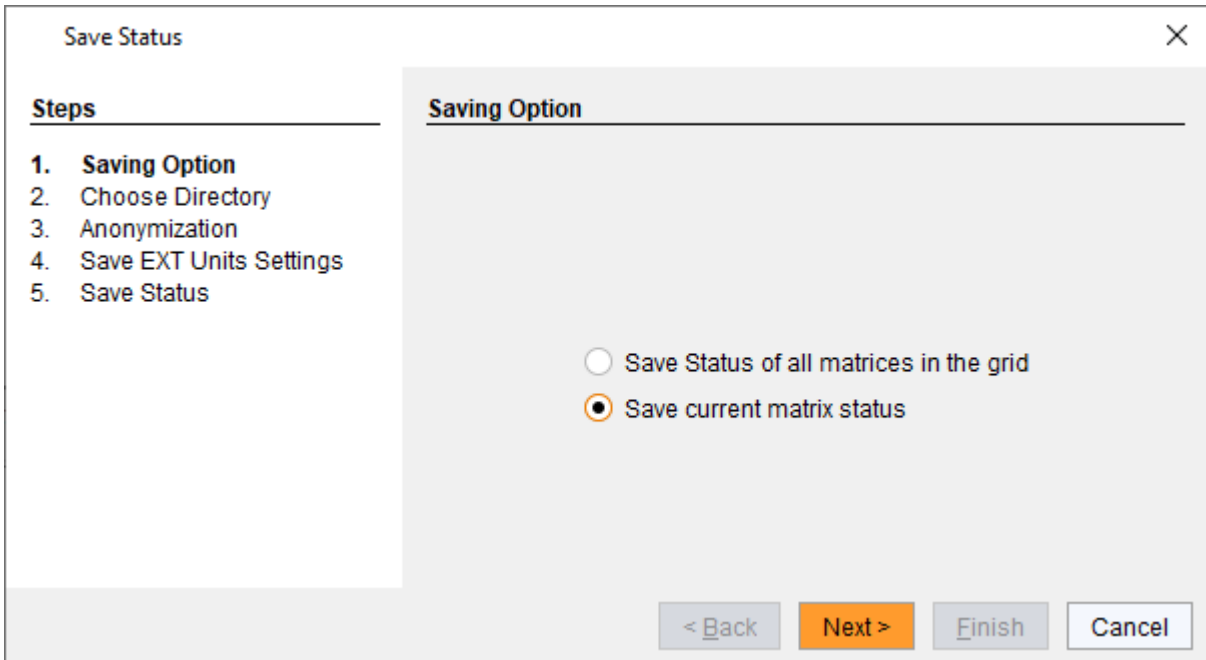 Save Status
Steps
1. Saving Option
2. Choose Directory
3. Anonymization
4. Save EXT Units Settings
5. Save Status
Saving Option
Save Status of all matrices in the grid
Save current matrix status
< Back
Next >
Finish
Cancel